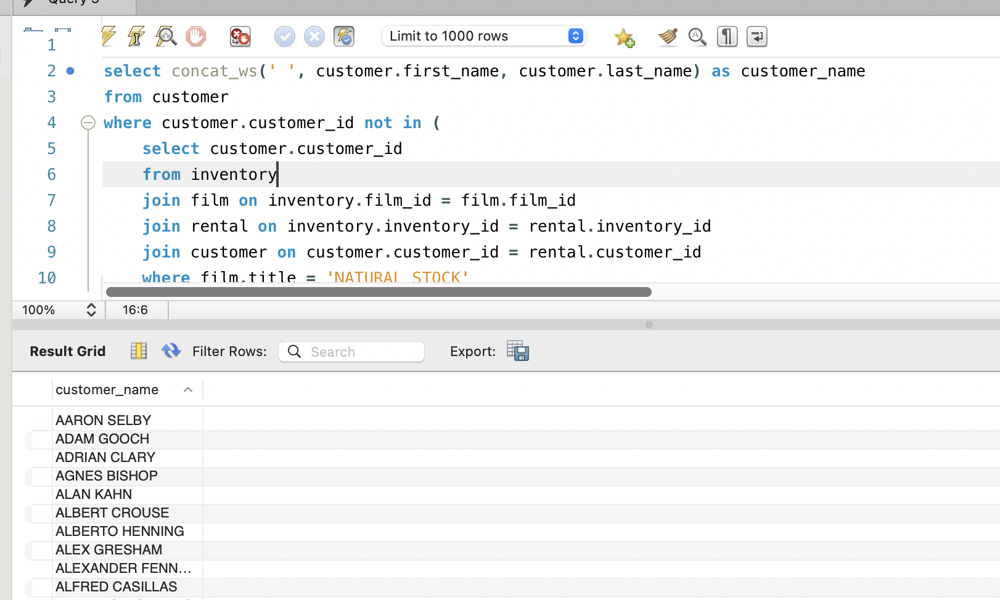 Query 3
Limit to 1000 rows
1
2 select concat_ws(' ', customer.first_name, customer.last_name) as customer_name
3 from customer
4 where customer.customer_id not in (
5 select customer.customer_id
6 from inventory
7 join film on inventory.film_id = film.film_id
8 join rental on inventory.inventory_id = rental.inventory_id
9 join customer on customer.customer_id = rental.customer_id
10 where film.title = 'NATURAL STOCK'
100% 16:6
Result Grid Filter Rows: Search Export:
customer_name
AARON SELBY
ADAM GOOCH
ADRIAN CLARY
AGNES BISHOP
ALAN KAHN
ALBERT CROUSE
ALBERTO HENNING
ALEX GRESHAM
ALEXANDER FENN...
ALFRED CASILLAS